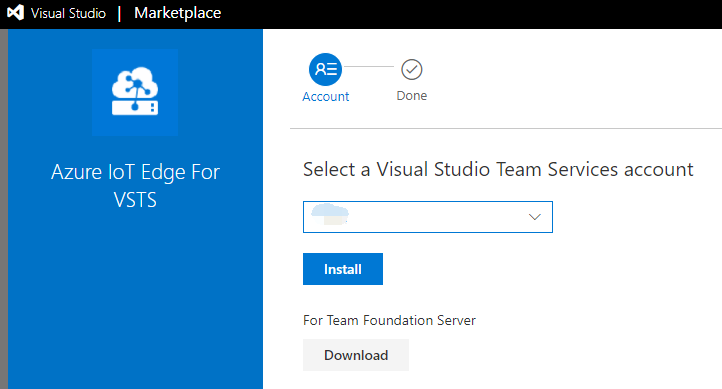 Visual Studio | Marketplace
Account
Done
Azure IoT Edge For
VSTS
Select a Visual Studio Team Services account
Install
For Team Foundation Server
Download